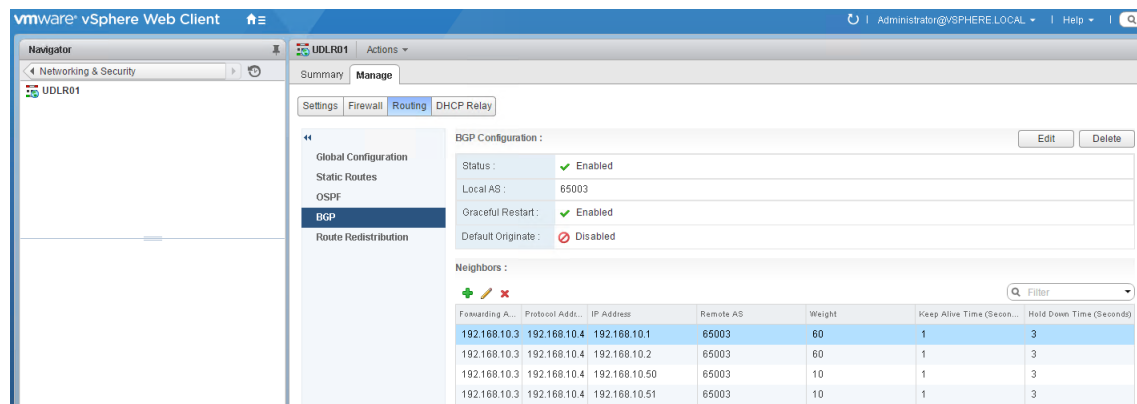 vmware® vSphere Web Client
Administrator@VSPHERE.LOCAL | Help
Navigator
Networking & Security
UDLR01
UDLR01 Actions
Summary Manage
Settings Firewall Routing DHCP Relay
Global Configuration
Static Routes
OSPF
BGP
Route Redistribution
BGP Configuration :
Edit Delete
Status : Enabled
Local AS : 65003
Graceful Restart : Enabled
Default Originate : Disabled
Neighbors :
Filter
Forwarding A... Protocol Addr... IP Address Remote AS Weight Keep Alive Time (Secon... Hold Down Time (Seconds)
192.168.10.3 192.168.10.4 192.168.10.1 65003 60 1 3
192.168.10.3 192.168.10.4 192.168.10.2 65003 60 1 3
192.168.10.3 192.168.10.4 192.168.10.50 65003 10 1 3
192.168.10.3 192.168.10.4 192.168.10.51 65003 10 1 3